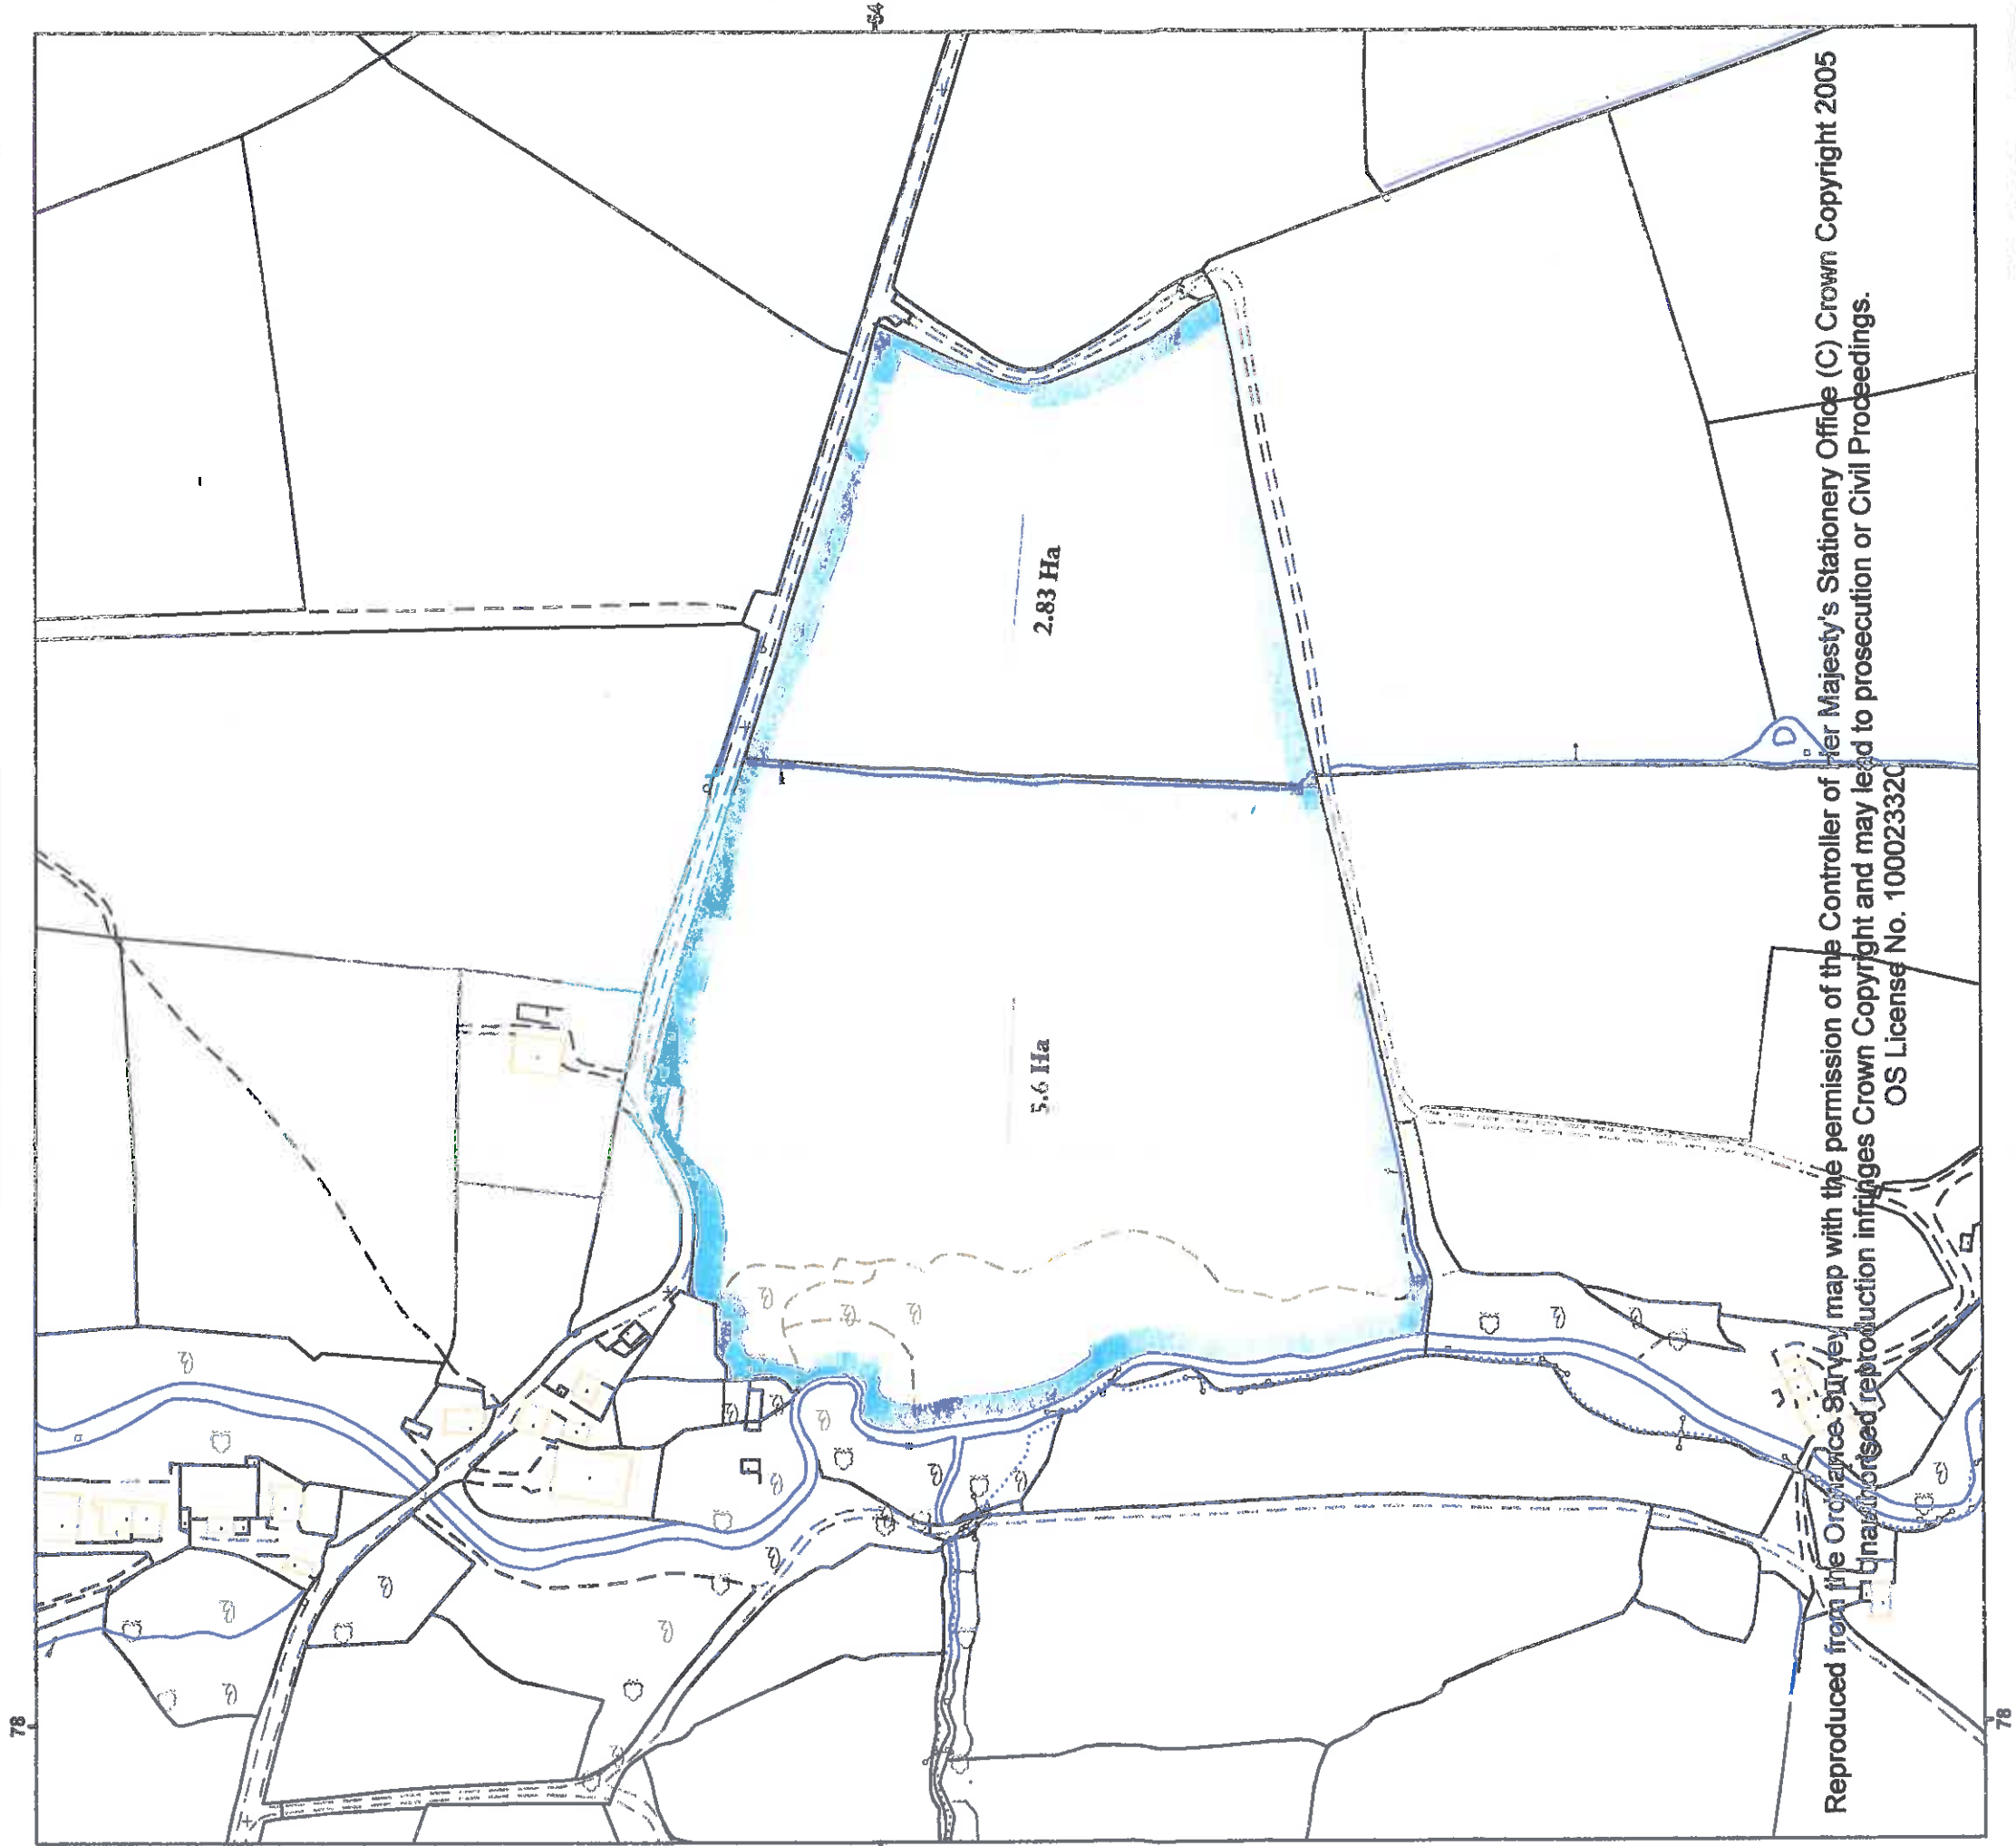 54
78
2.83 Ha
5.6 Ha
Reproduced from the Ordnance Survey map with the permission of the Controller of Her Majesty's Stationery Office (C) Crown Copyright 2005
Unauthorised reproduction infringes Crown Copyright and may lead to prosecution or Civil Proceedings.
OS License No. 100023320
78